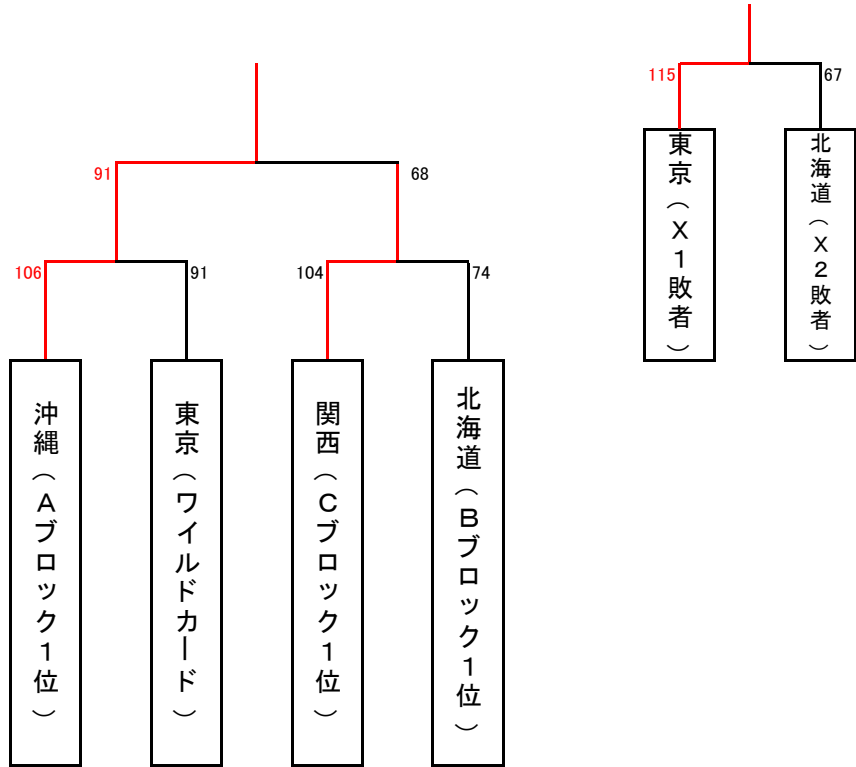 115
67
東京（X1敗者）
北海道（X2敗者）
91
68
106
91
104
74
沖縄（Aブロック1位）
東京（ワイルドカード）
関西（Cブロック1位）
北海道（Bブロック1位）